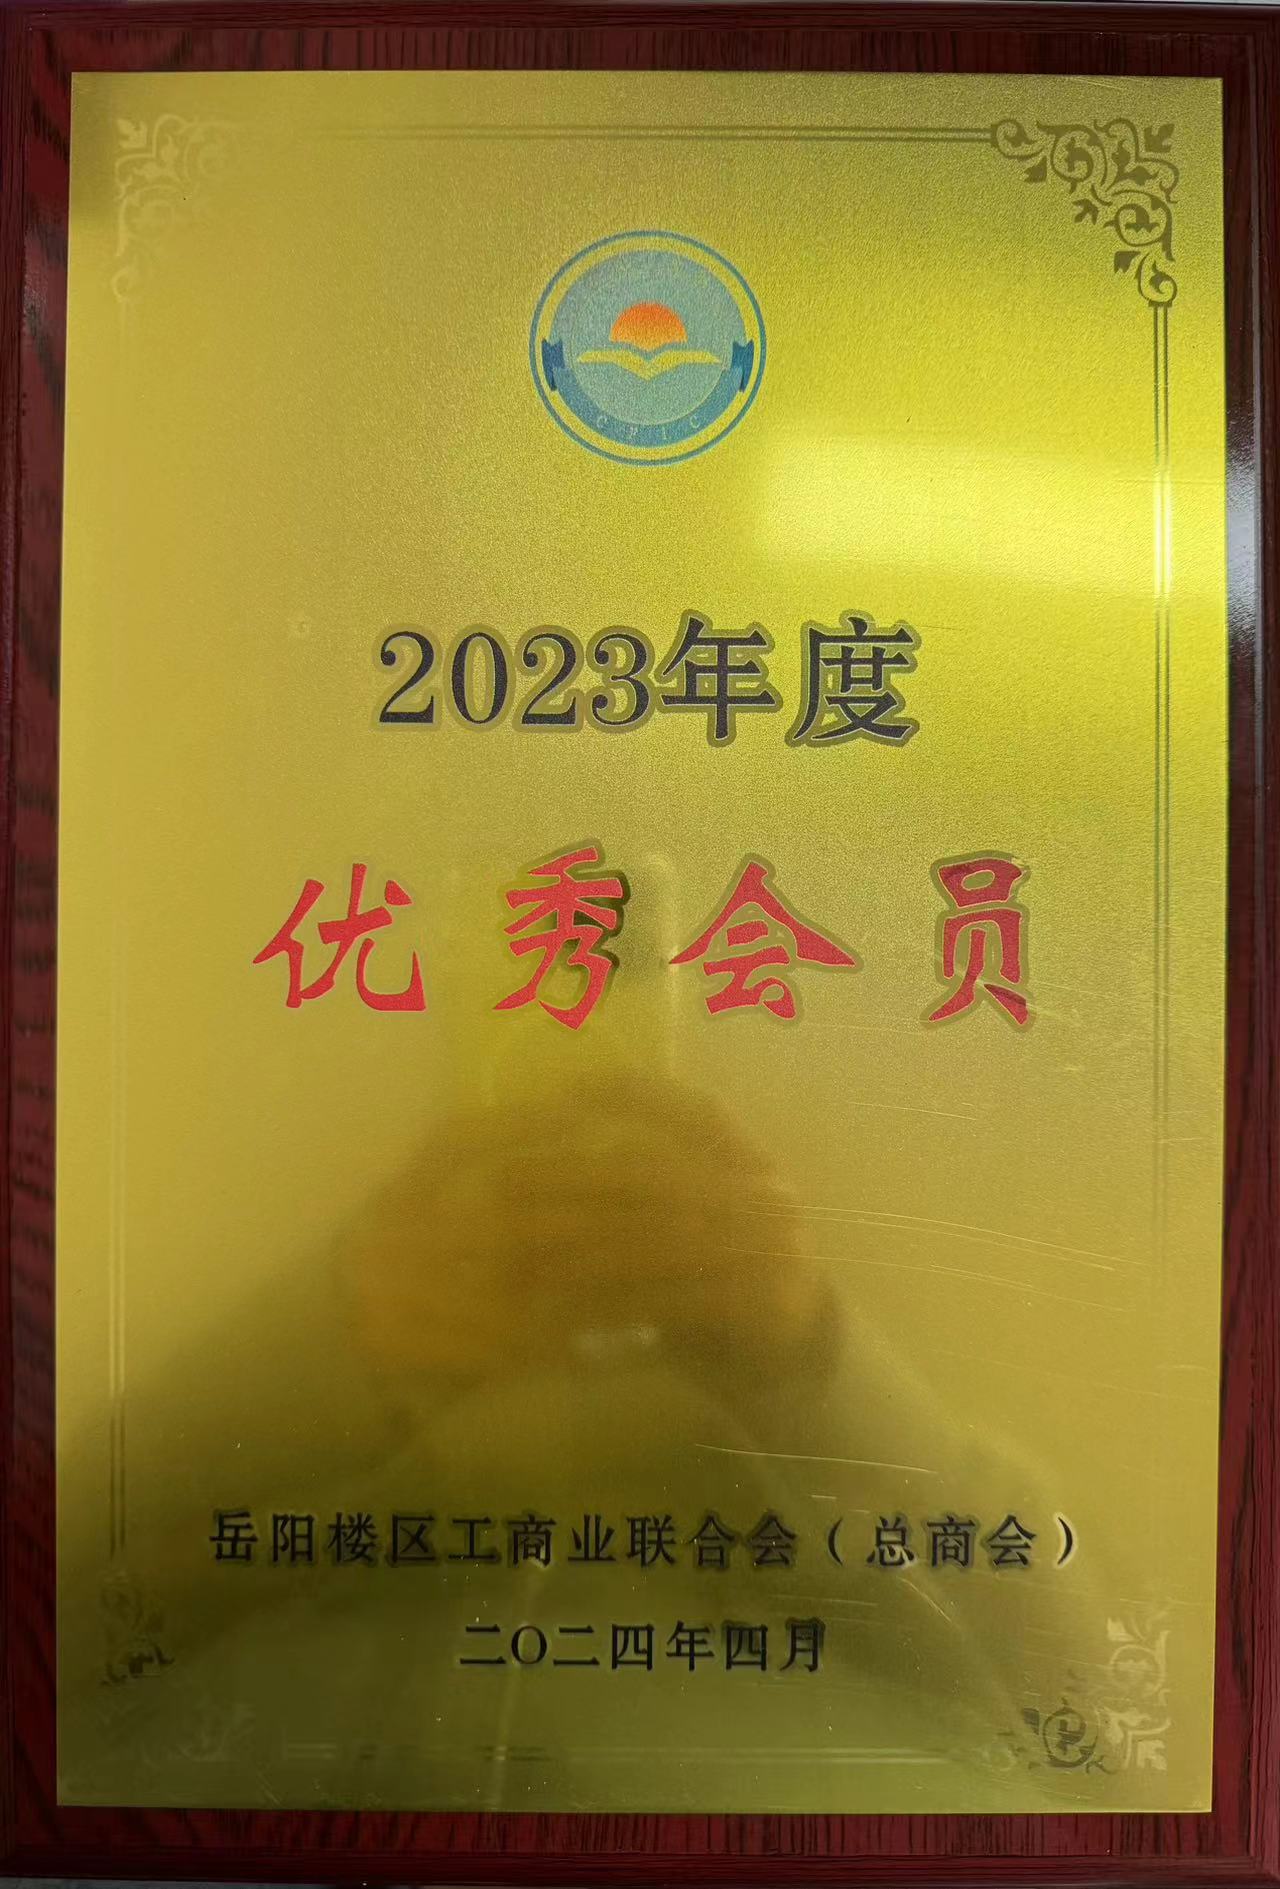 CFIC
2023年度
优秀会员
岳阳楼区工商业联合会（总商会）
二〇二四年四月